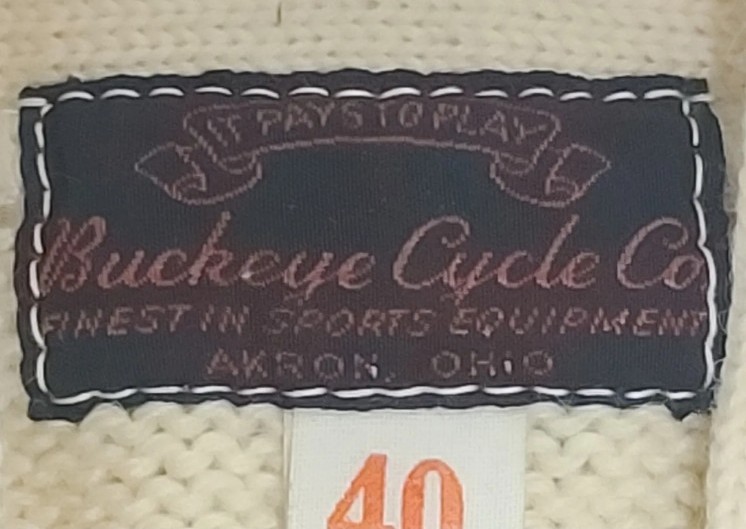 IT PAYS TO PLAY
Buckeye Cycle Co
FINEST IN SPORTS EQUIPMENT
AKRON, OHIO
40